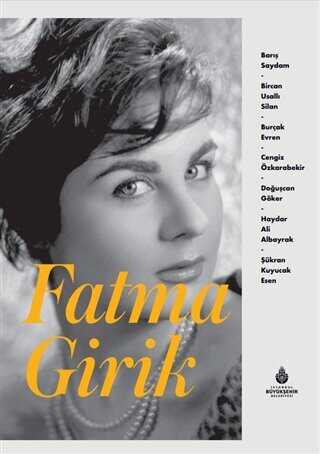 Barış
Saydam
-
Bircan
Usallı
Silan
-
Burçak
Evren
-
Cengiz
Özkarabekir
-
Doğuşcan
Göker
-
Haydar
Ali
Albayrak
-
Şükran
Kuyucak
Esen
Fatma
Girik
İSTANBUL
BÜYÜKŞEHİR
BELEDİYESİ